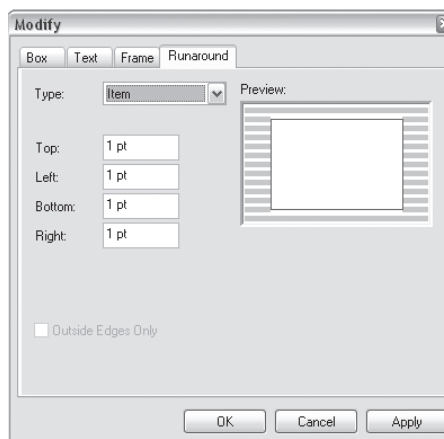 Modify
Box Text Frame Runaround
Type: Item Preview:
Top: 1 pt
Left: 1 pt
Bottom: 1 pt
Right: 1 pt
Outside Edges Only
OK Cancel Apply